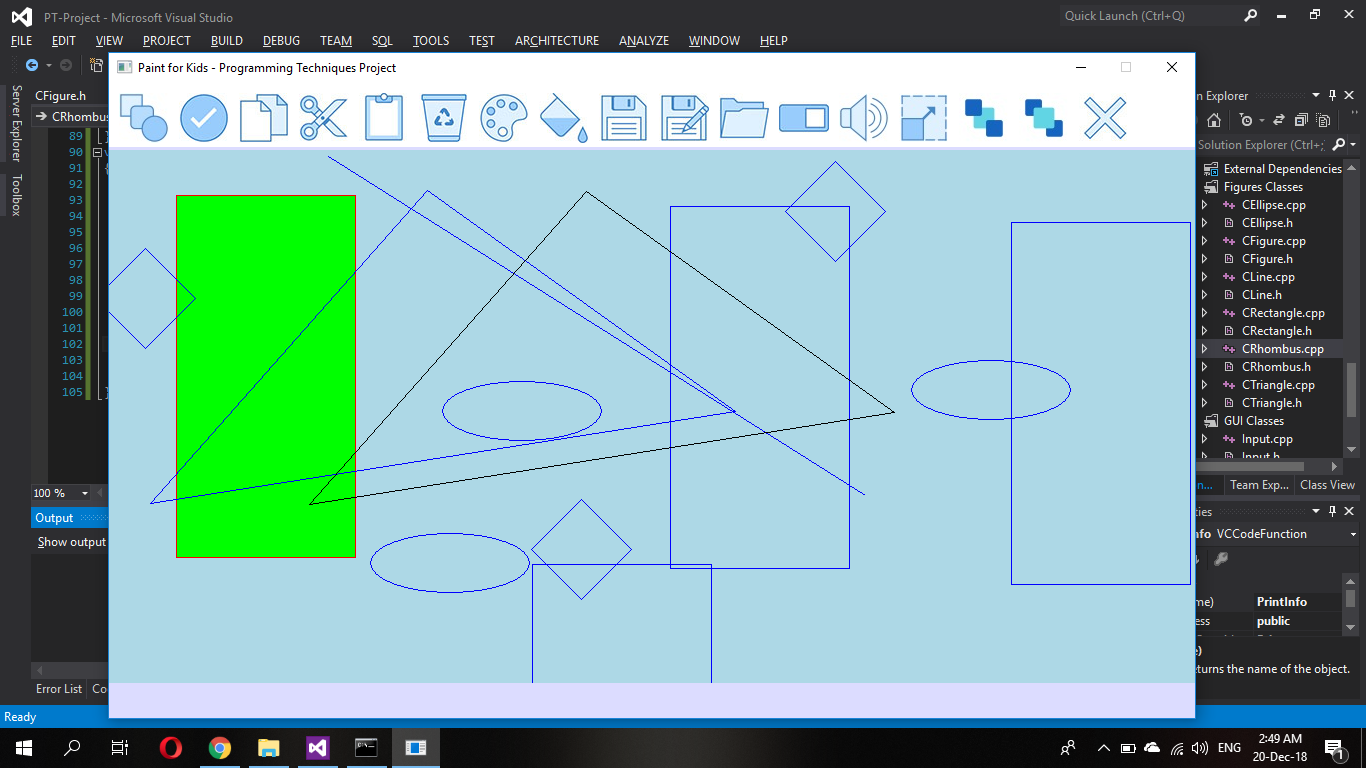 PT-Project - Microsoft Visual Studio
Quick Launch (Ctrl+Q)
FILE EDIT VIEW PROJECT BUILD DEBUG TEAM SQL TOOLS TEST ARCHITECTURE ANALYZE WINDOW HELP
Server Explorer
Toolbox
CFigure.h
CRhombus
Paint for Kids - Programming Techniques Project
89
90
91
92
93
94
95
96
97
98
99
100
101
102
103
104
105
100 %
Output
Show output
Error List
Ready
n Explorer
Solution Explorer (Ctrl+;
External Dependencies
Figures Classes
CEllipse.cpp
CEllipse.h
CFigure.cpp
CFigure.h
CLine.cpp
CLine.h
CRectangle.cpp
CRectangle.h
CRhombus.cpp
CRhombus.h
CTriangle.cpp
CTriangle.h
GUI Classes
Input.cpp
Input.h
n... Team Exp... Class View
ies
nfo VCCodeFunction
me) PrintInfo
ess public
e)
eturns the name of the object.
ENG
2:49 AM
20-Dec-18
1